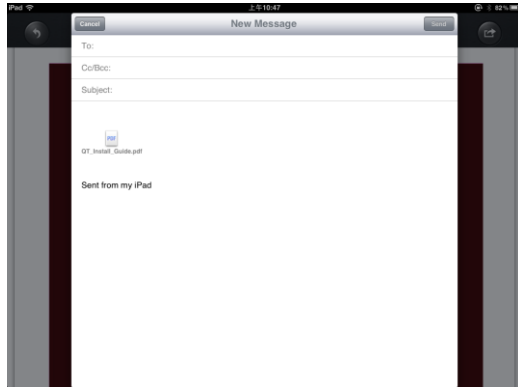 iPad 上午10:47 82%
Cancel New Message Send
To:
Cc/Bcc:
Subject:
PDF
QT_Install_Guide.pdf
Sent from my iPad